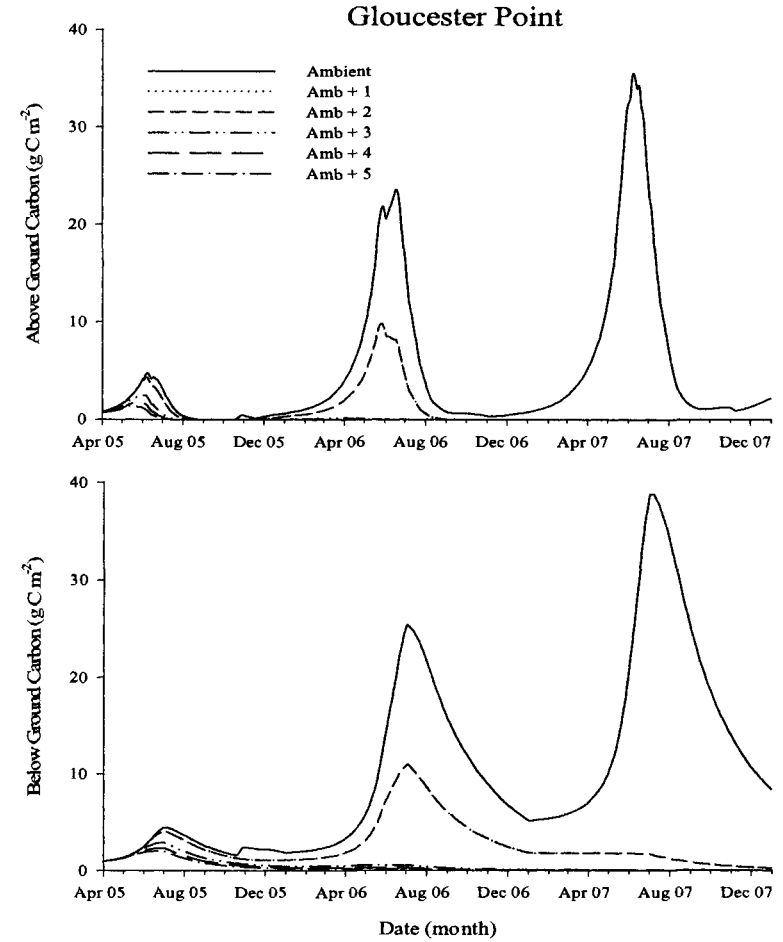 Gloucester Point
40
30
20
10
0
Above Ground Carbon (g C m-2)
Ambient
Amb + 1
Amb + 2
Amb + 3
Amb + 4
Amb + 5
Apr 05 Aug 05 Dec 05 Apr 06 Aug 06 Dec 06 Apr 07 Aug 07 Dec 07
40
30
20
10
0
Below Ground Carbon (g C m-2)
Apr 05 Aug 05 Dec 05 Apr 06 Aug 06 Dec 06 Apr 07 Aug 07 Dec 07
Date (month)